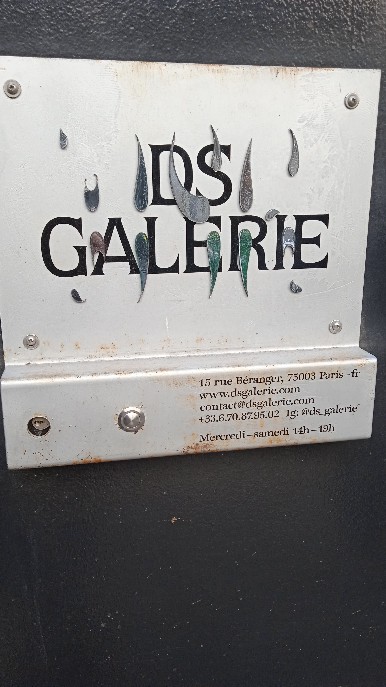 DS
GALERIE
15 rue Béranger, 75003 Paris -fr
www.dsgalerie.com
contact@dsgalerie.com
+33.6.70.87.95.02 Ig: @ds_galerie
Mercredi-samedi 14h-19h